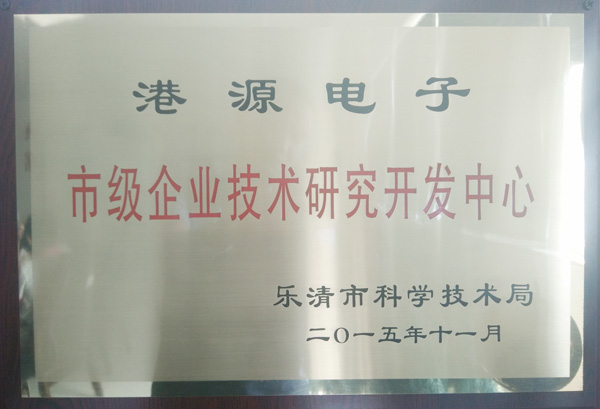 港源电子
市级企业技术研究开发中心
乐清市科学技术局
二O一五年十一月